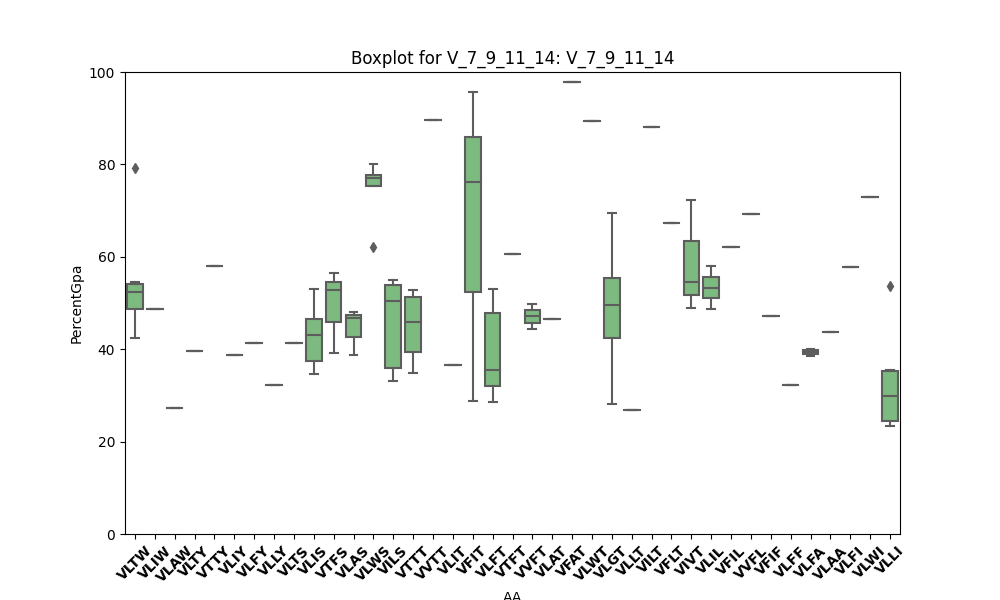 Boxplot for V_7_9_11_14: V_7_9_11_14
100
80
60
40
20
0
PercentGpa
VLTW
VLIW
VLAW
VLTY
VTTY
VLIY
VLFY
VLLY
VLTS
VLIS
VTFS
VLAS
VLWS
VILS
VTTT
VVTT
VLIT
VFIT
VLFT
VTFT
VVFT
VLAT
VFAT
VLWT
VLGT
VLLT
VILT
VFLT
VIVT
VLIL
VFIL
VVFL
VFIF
VLFF
VLFA
VLAA
VLFI
VLWI
VLLI
AA